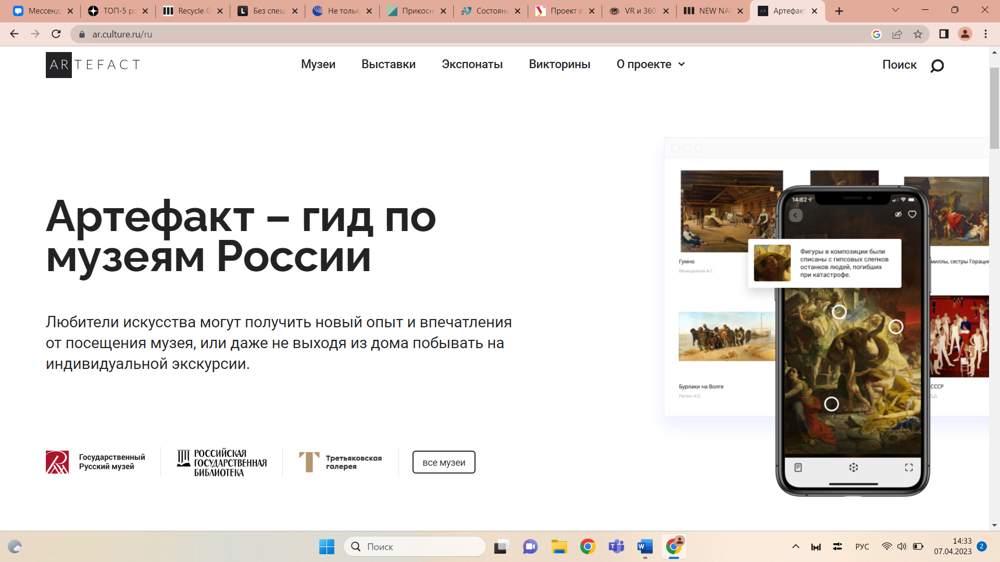 Мессендж
ТОП-5 ро
Recycle G
Без спеш
Не тольк
Прикосну
Состояни
Проект в
VR и 360
NEW NAT
Артефакт
ar.culture.ru/ru
ARTEFACT
Музеи
Выставки
Экспонаты
Викторины
О проекте
Поиск
Артефакт – гид по
музеям России
Любители искусства могут получить новый опыт и впечатления
от посещения музея, или даже не выходя из дома побывать на
индивидуальной экскурсии.
Государственный
Русский музей
РОССИЙСКАЯ
ГОСУДАРСТВЕННАЯ
БИБЛИОТЕКА
Третьяковская
галерея
все музеи
14:52
Фигуры в композиции были
списаны с гипсовых слепков
останков людей, погибших
при катастрофе.
Гумно
Венецианов А.Г.
миллы, сестры Горация
Бурлаки на Волге
Репин И.Е.
СССР
Поиск
РУС
14:33
07.04.2023
2